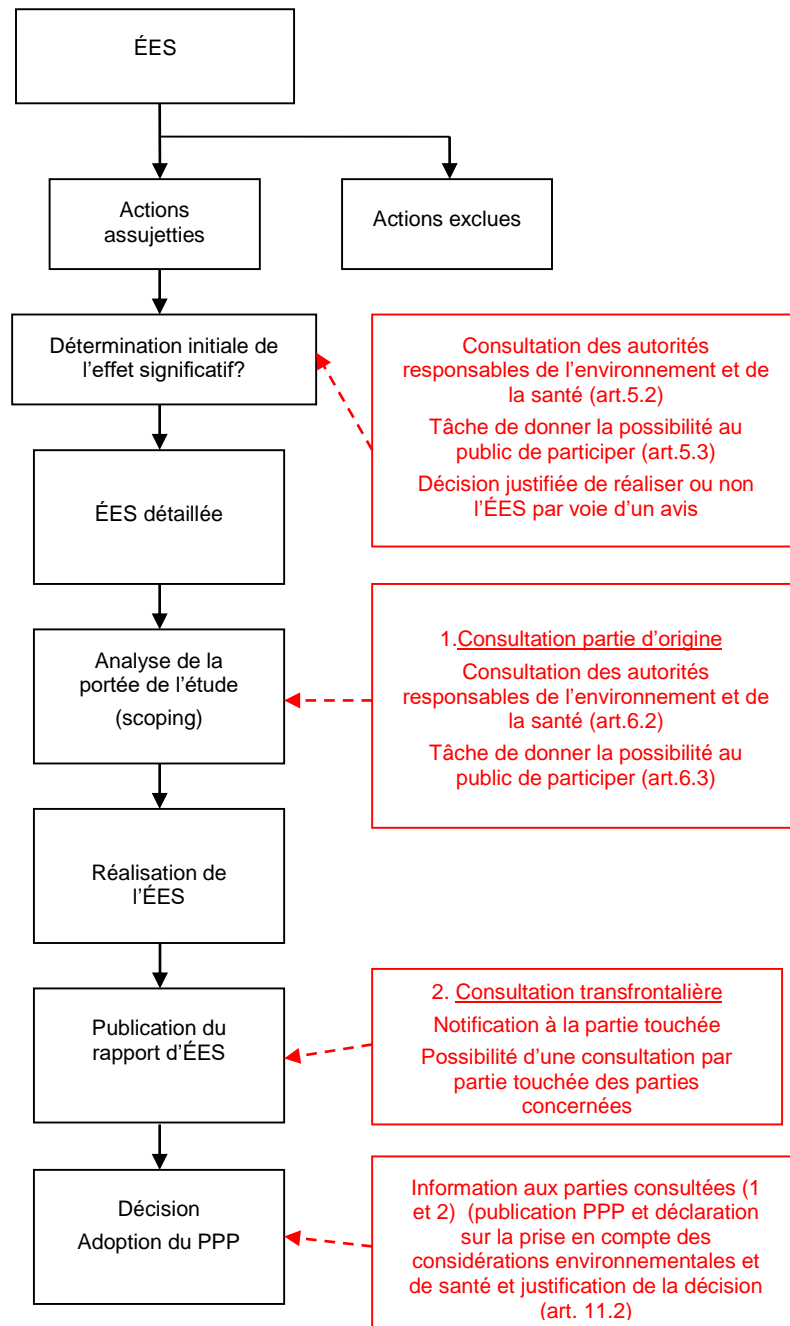 ÉES
Actions
assujetties
Actions exclues
Détermination initiale de
l’effet significatif?
Consultation des autorités
responsables de l’environnement et de
la santé (art.5.2)
Tâche de donner la possibilité au
public de participer (art.5.3)
Décision justifiée de réaliser ou non
l’ÉES par voie d’un avis
ÉES détaillée
Analyse de la
portée de l’étude
(scoping)
1.Consultation partie d’origine
Consultation des autorités
responsables de l’environnement et de
la santé (art.6.2)
Tâche de donner la possibilité au
public de participer (art.6.3)
Réalisation de
l’ÉES
Publication du
rapport d’ÉES
2. Consultation transfrontalière
Notification à la partie touchée
Possibilité d’une consultation par
partie touchée des parties
concernées
Décision
Adoption du PPP
Information aux parties consultées (1
et 2) (publication PPP et déclaration
sur la prise en compte des
considérations environnementales et
de santé et justification de la décision
(art. 11.2)